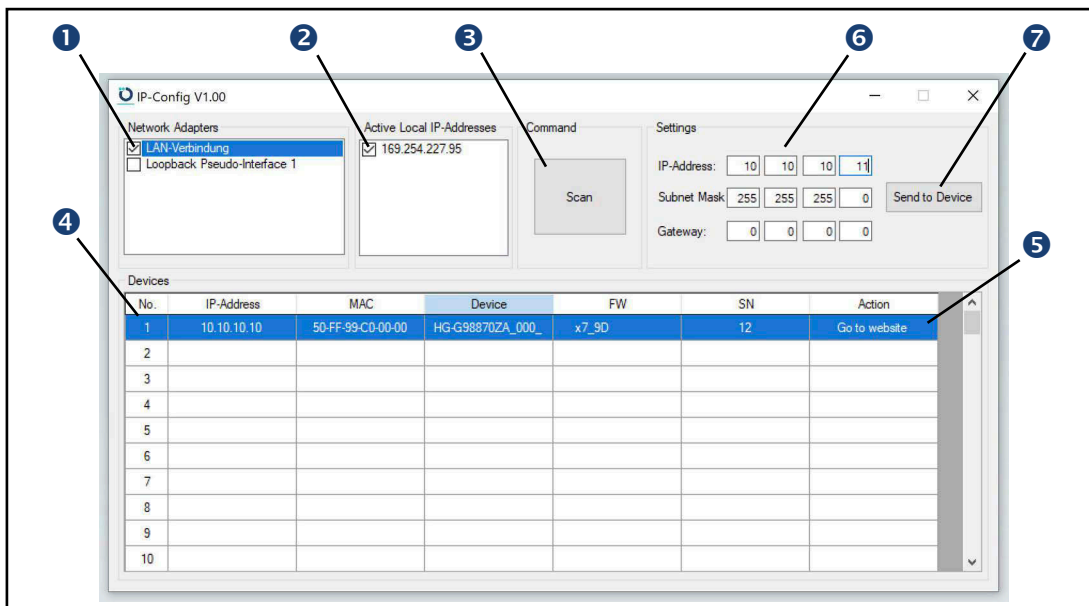 1 2 3 6 7
IP-Config V1.00
Network Adapters Active Local IP-Addresses Command Settings
LAN-Verbindung 169.254.227.95
Loopback Pseudo-Interface 1
IP-Address: 10 10 10 11
Scan Subnet Mask 255 255 255 0 Send to Device
4
Gateway: 0 0 0 0
5
Devices
No. IP-Address MAC Device FW SN Action
1 10.10.10.10 50-FF-99-C0-00-00 HG-G98870ZA_000_ x7_9D 12 Go to website
2
3
4
5
6
7
8
9
10